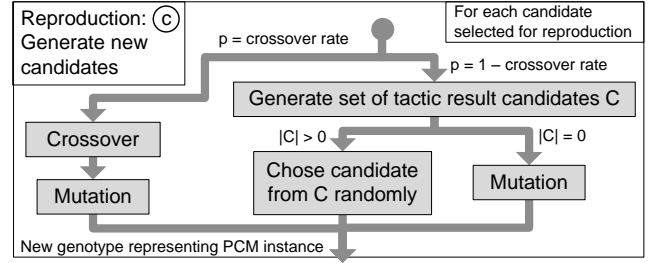 Reproduction: c
Generate new
candidates
For each candidate
selected for reproduction
p = crossover rate
p = 1 – crossover rate
Generate set of tactic result candidates C
Crossover
|C| > 0
|C| = 0
Mutation
Chose candidate
from C randomly
Mutation
New genotype representing PCM instance